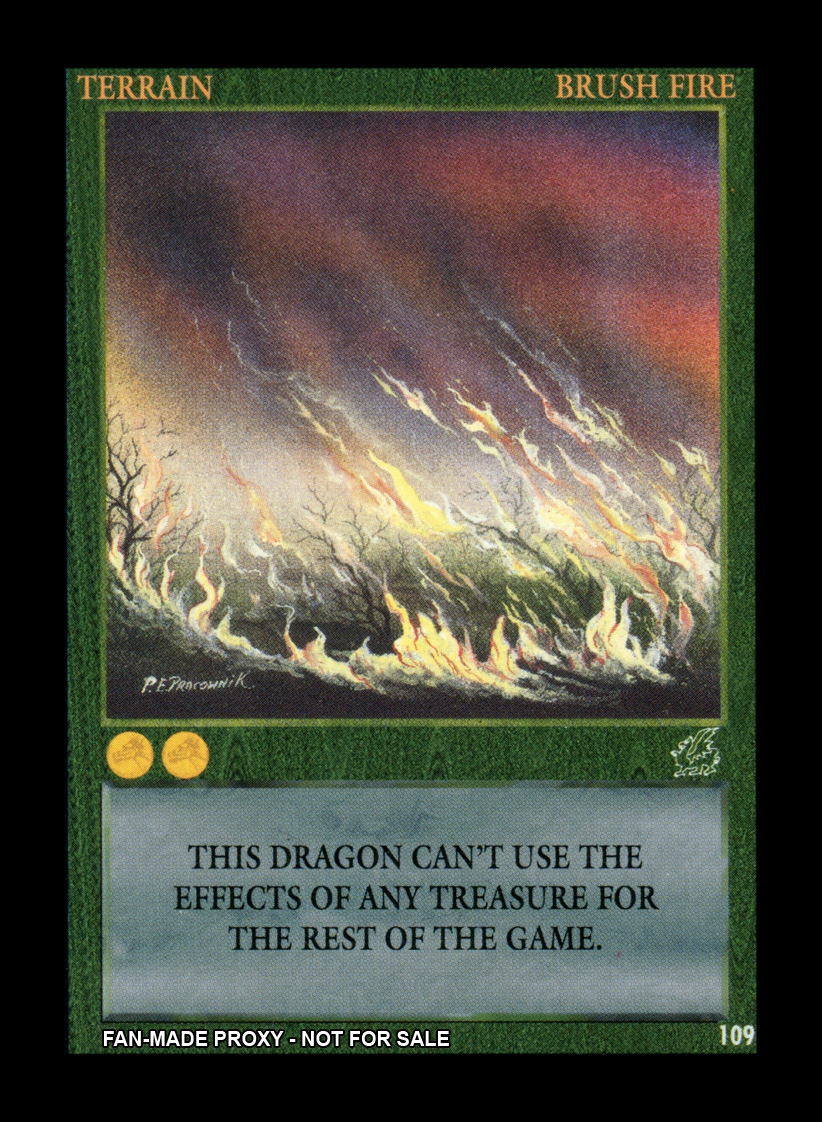 TERRAIN
BRUSH FIRE
P.E. PRACOWNIK
THIS DRAGON CAN'T USE THE
EFFECTS OF ANY TREASURE FOR
THE REST OF THE GAME.
FAN-MADE PROXY - NOT FOR SALE
109